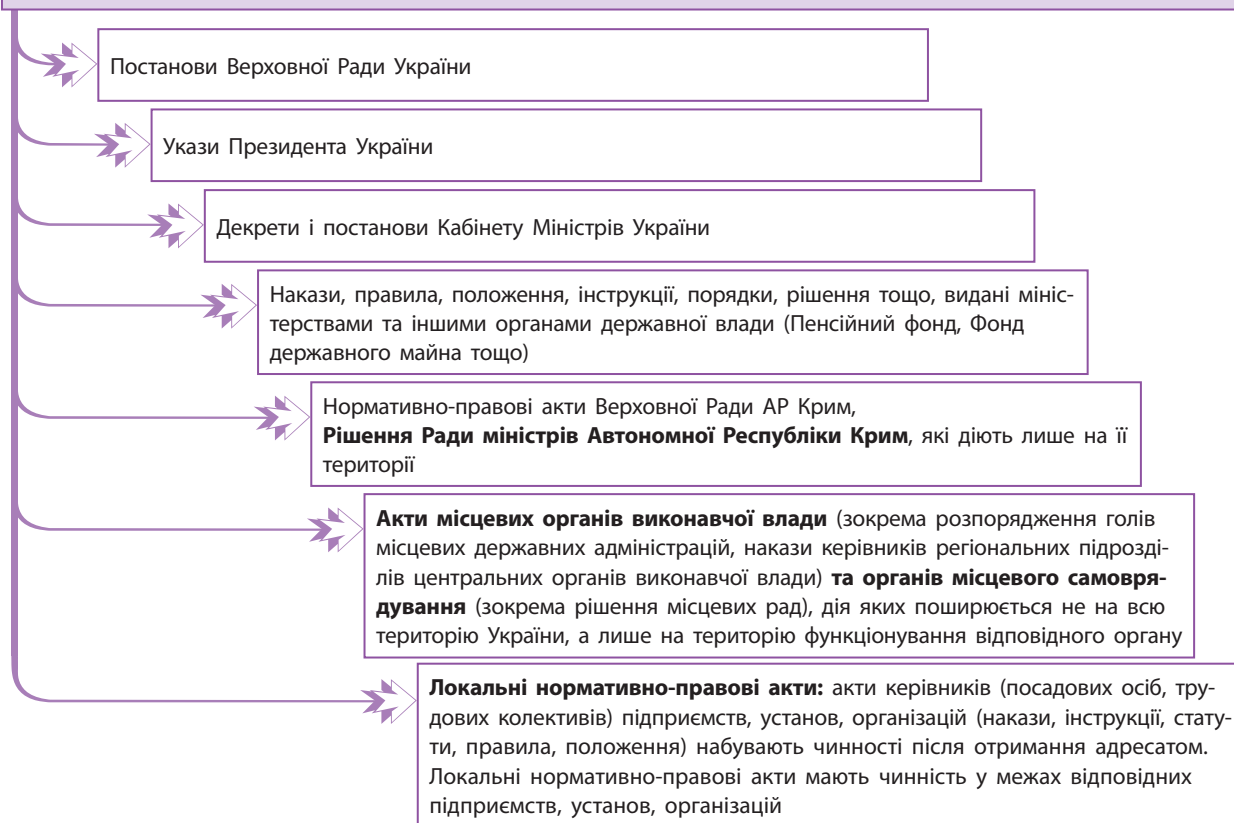 Постанови Верховної Ради України
Укази Президента України
Декрети і постанови Кабінету Міністрів України
Накази, правила, положення, інструкції, порядки, рішення тощо, видані мініс-
терствами та іншими органами державної влади (Пенсійний фонд, Фонд
державного майна тощо)
Нормативно-правові акти Верховної Ради АР Крим,
Рішення Ради міністрів Автономної Республіки Крим, які діють лише на її
території
Акти місцевих органів виконавчої влади (зокрема розпорядження голів
місцевих державних адміністрацій, накази керівників регіональних підрозді-
лів центральних органів виконавчої влади) та органів місцевого самовря-
дування (зокрема рішення місцевих рад), дія яких поширюється не на всю
територію України, а лише на територію функціонування відповідного органу
Локальні нормативно-правові акти: акти керівників (посадових осіб, тру-
дових колективів) підприємств, установ, організацій (накази, інструкції, стату-
ти, правила, положення) набувають чинності після отримання адресатом.
Локальні нормативно-правові акти мають чинність у межах відповідних
підприємств, установ, організацій